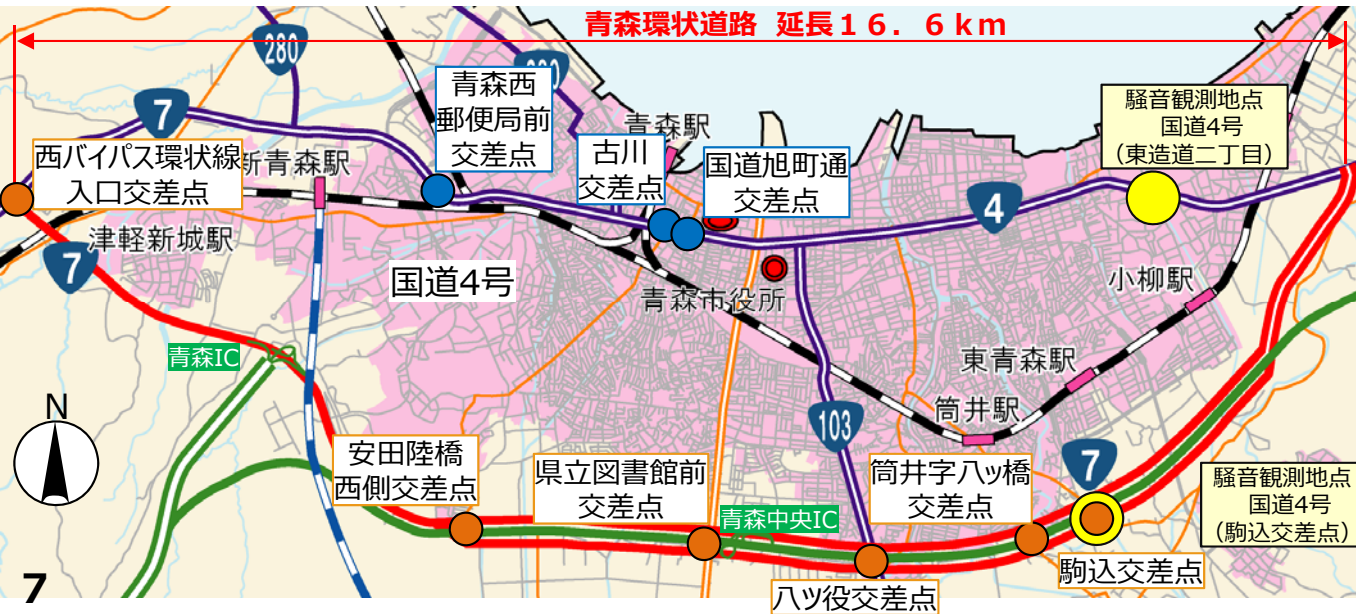 青森環状道路 延長16．6km
280
280
7
青森西
郵便局前
交差点
青森駅
古川
交差点
国道旭町通
交差点
騒音観測地点
国道4号
（東造道二丁目）
西バイパス環状線
入口交差点
新青森駅
4
津軽新城駅
7
国道4号
青森市役所
小柳駅
青森IC
東青森駅
筒井駅
103
N
安田陸橋
西側交差点
県立図書館前
交差点
青森中央IC
筒井字八ッ橋
交差点
7
騒音観測地点
国道4号
（駒込交差点）
駒込交差点
八ツ役交差点
7